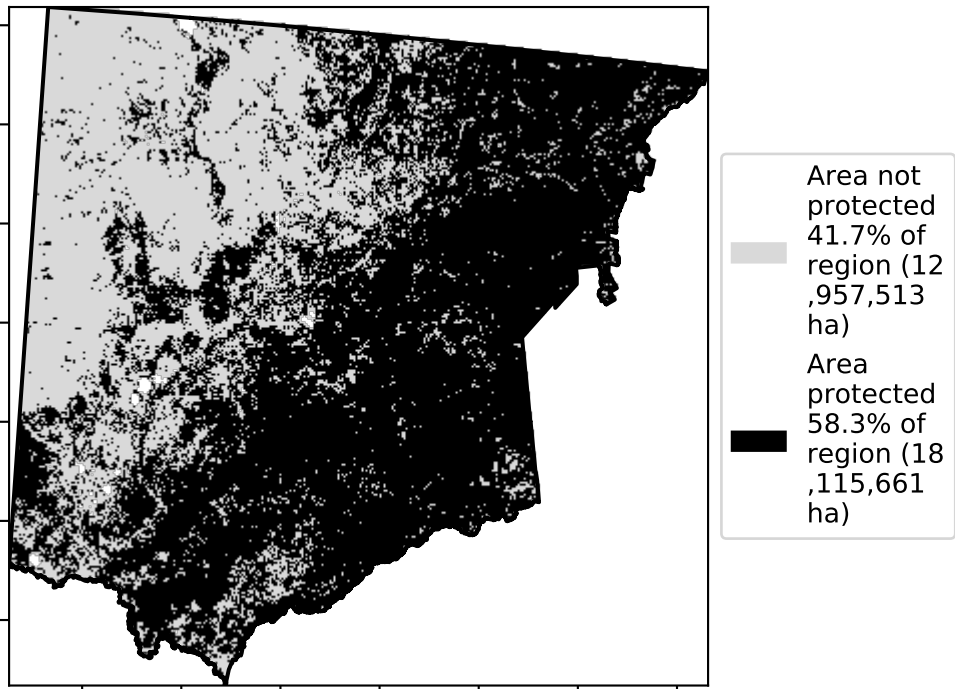 Area not
protected
41.7% of
region (12
,957,513
ha)
Area
protected
58.3% of
region (18
,115,661
ha)